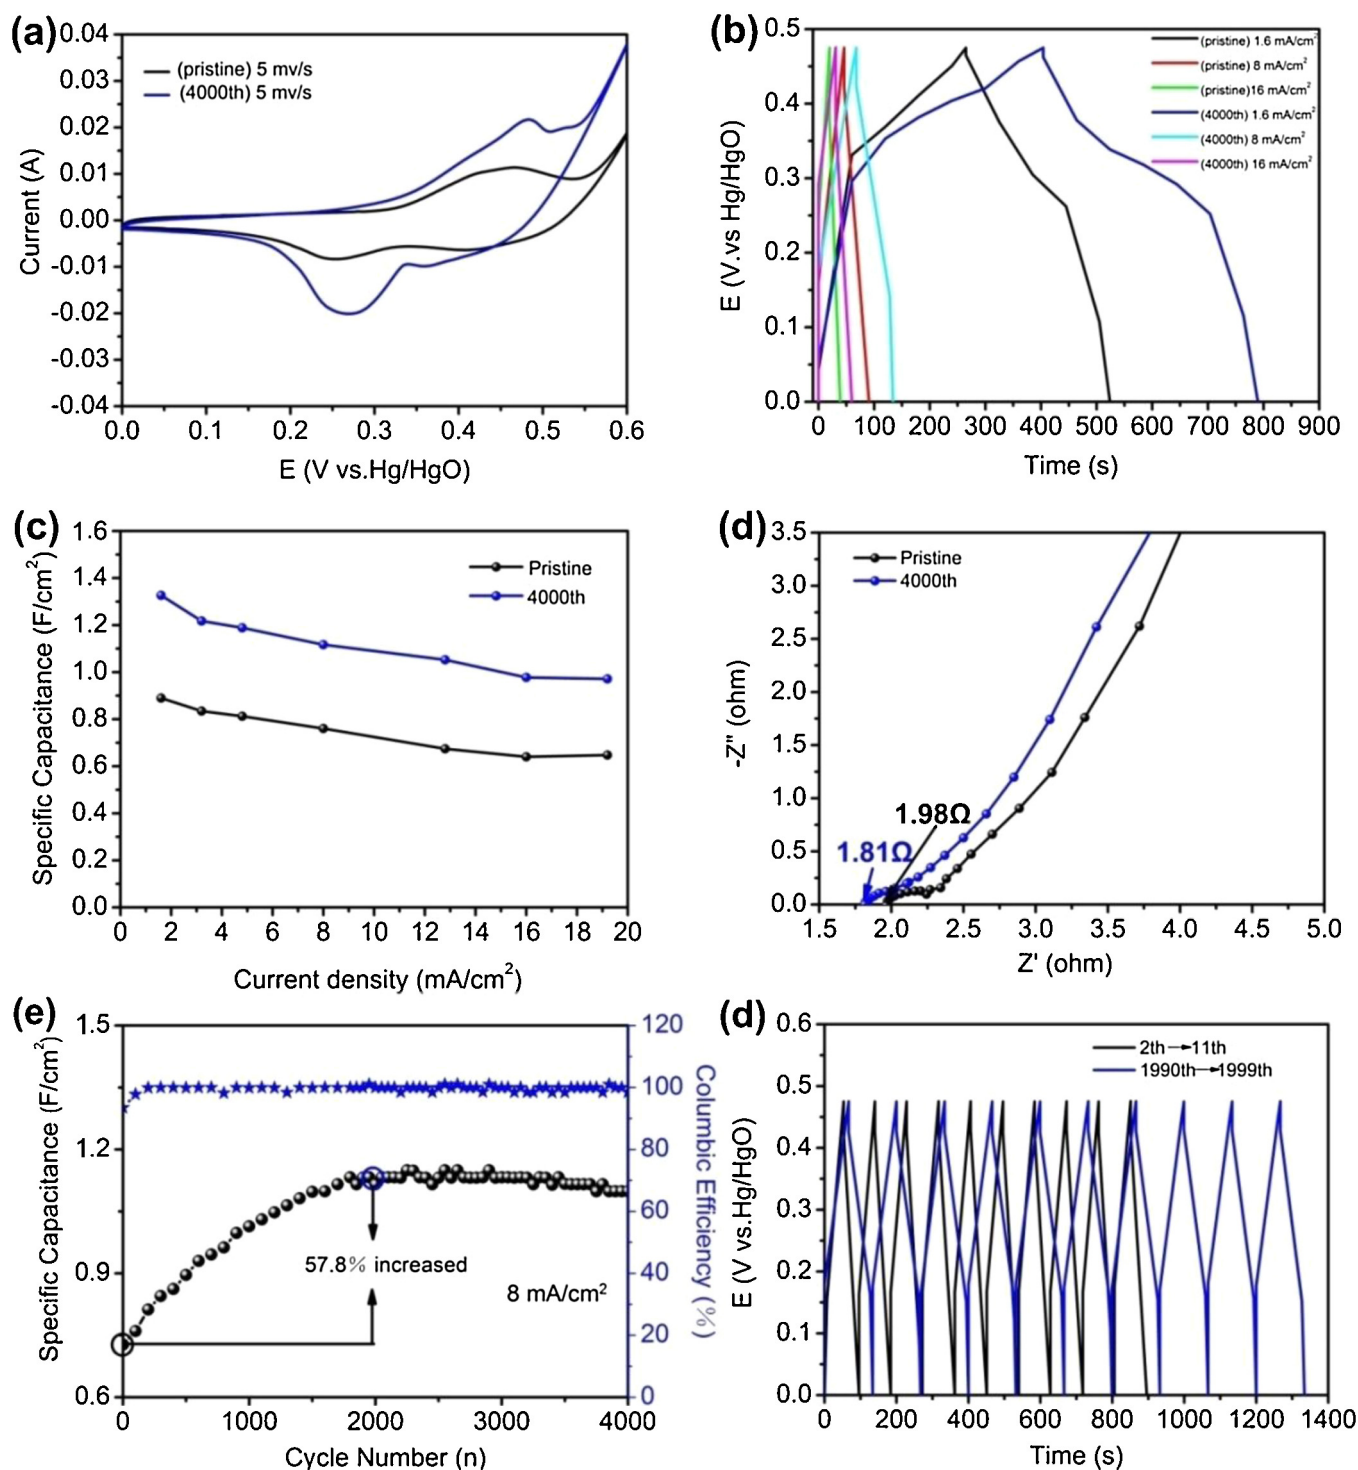 (a)
0.04
0.03
0.02
0.01
0.00
-0.01
-0.02
-0.03
-0.04
Current (A)
(pristine) 5 mv/s
(4000th) 5 mv/s
0.0 0.1 0.2 0.3 0.4 0.5 0.6
E (V vs.Hg/HgO)
(b)
0.5
0.4
0.3
0.2
0.1
0.0
E (V.vs Hg/HgO)
(pristine) 1.6 mA/cm²
(pristine) 8 mA/cm²
(pristine)16 mA/cm²
(4000th) 1.6 mA/cm²
(4000th) 8 mA/cm²
(4000th) 16 mA/cm²
0 100 200 300 400 500 600 700 800 900
Time (s)
(c)
1.6
1.4
1.2
1.0
0.8
0.6
0.4
0.2
0.0
Specific Capacitance (F/cm²)
Pristine
4000th
0 2 4 6 8 10 12 14 16 18 20
Current density (mA/cm²)
(d)
3.5
3.0
2.5
2.0
1.5
1.0
0.5
0.0
-Z" (ohm)
Pristine
4000th
1.98Ω
1.81Ω
1.5 2.0 2.5 3.0 3.5 4.0 4.5 5.0
Z' (ohm)
(e)
1.5
1.2
0.9
0.6
Specific Capacitance (F/cm²)
57.8% increased
8 mA/cm²
120
100
80
60
40
20
0
Columbic Efficiency (%)
0 1000 2000 3000 4000
Cycle Number (n)
(d)
0.6
0.5
0.4
0.3
0.2
0.1
0.0
E (V vs.Hg/HgO)
2th→11th
1990th→1999th
0 200 400 600 800 1000 1200 1400
Time (s)